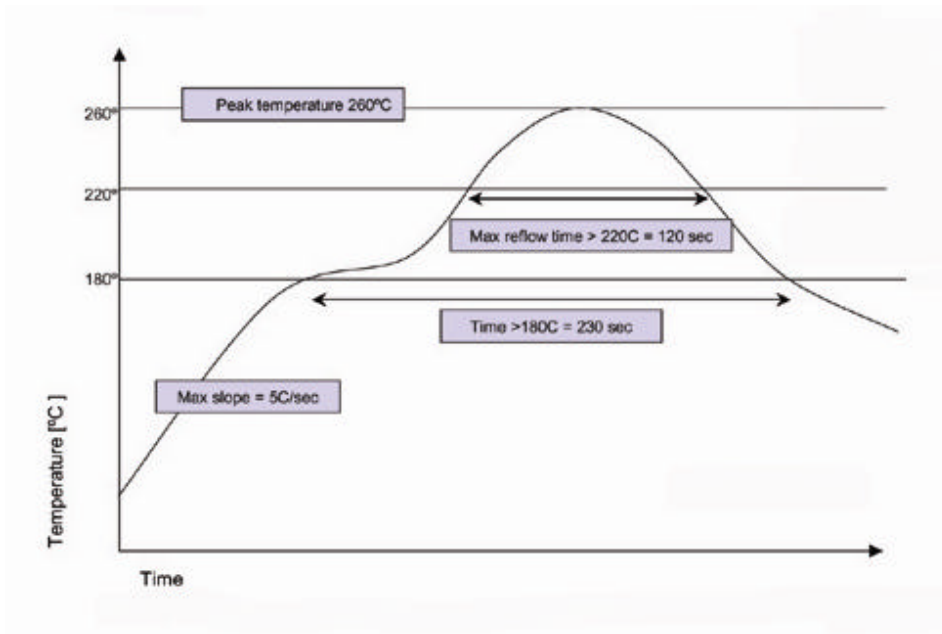 Peak temperature 260ºC
260º
220º
Max reflow time > 220C = 120 sec
180º
Time >180C = 230 sec
Max slope = 5C/sec
Temperature [ºC ]
Time